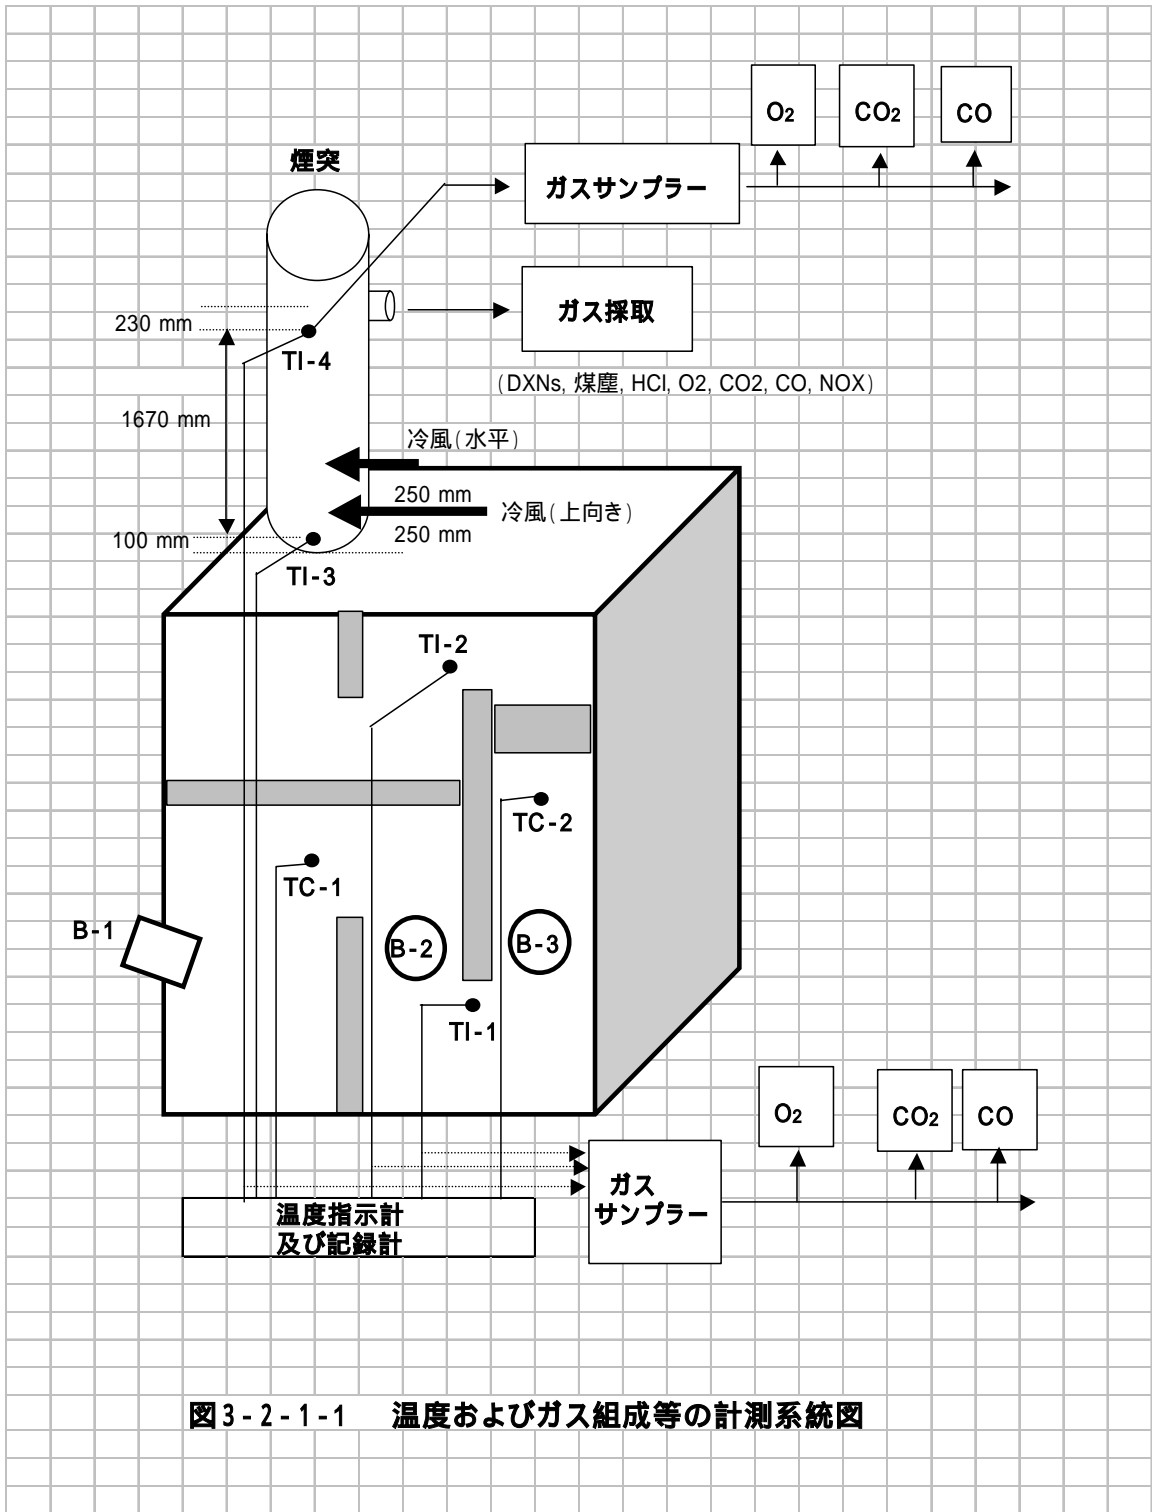 O2
CO2
CO
煙突
ガスサンプラー
ガス採取
230 mm
TI-4
(DXNs, 煤塵, HCl, O2, CO2, CO, NOX)
1670 mm
冷風(水平)
250 mm
冷風(上向き)
250 mm
100 mm
TI-3
TI-2
TC-2
TC-1
B-1
B-2
B-3
TI-1
O2
CO2
CO
ガス
サンプラー
温度指示計
及び記録計
図3-2-1-1 温度およびガス組成等の計測系統図